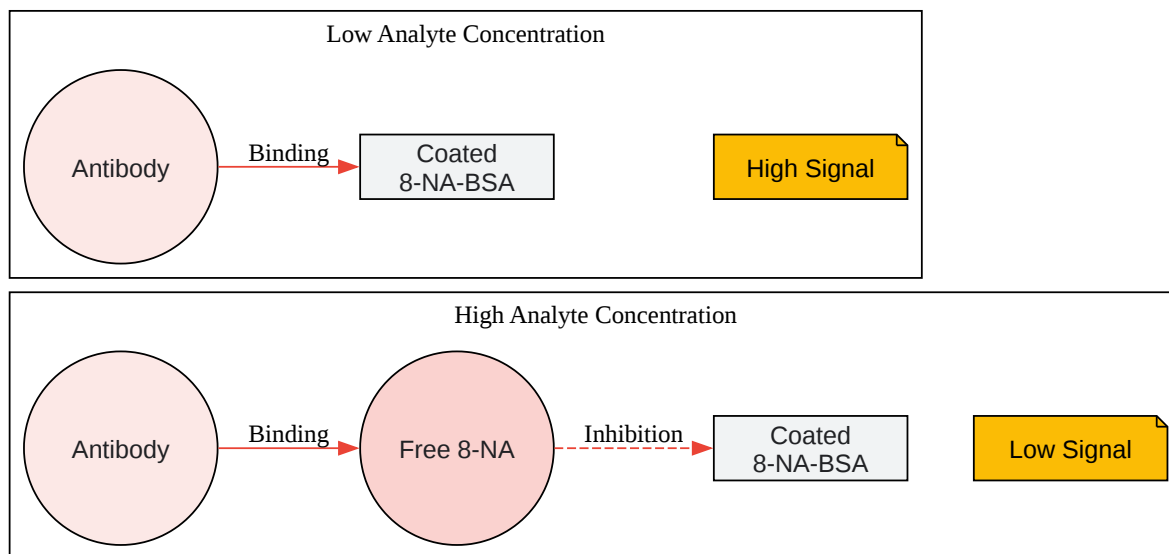 Low Analyte Concentration
Antibody
Binding
Coated
8-NA-BSA
High Signal
High Analyte Concentration
Antibody
Binding
Free 8-NA
Inhibition
Coated
8-NA-BSA
Low Signal